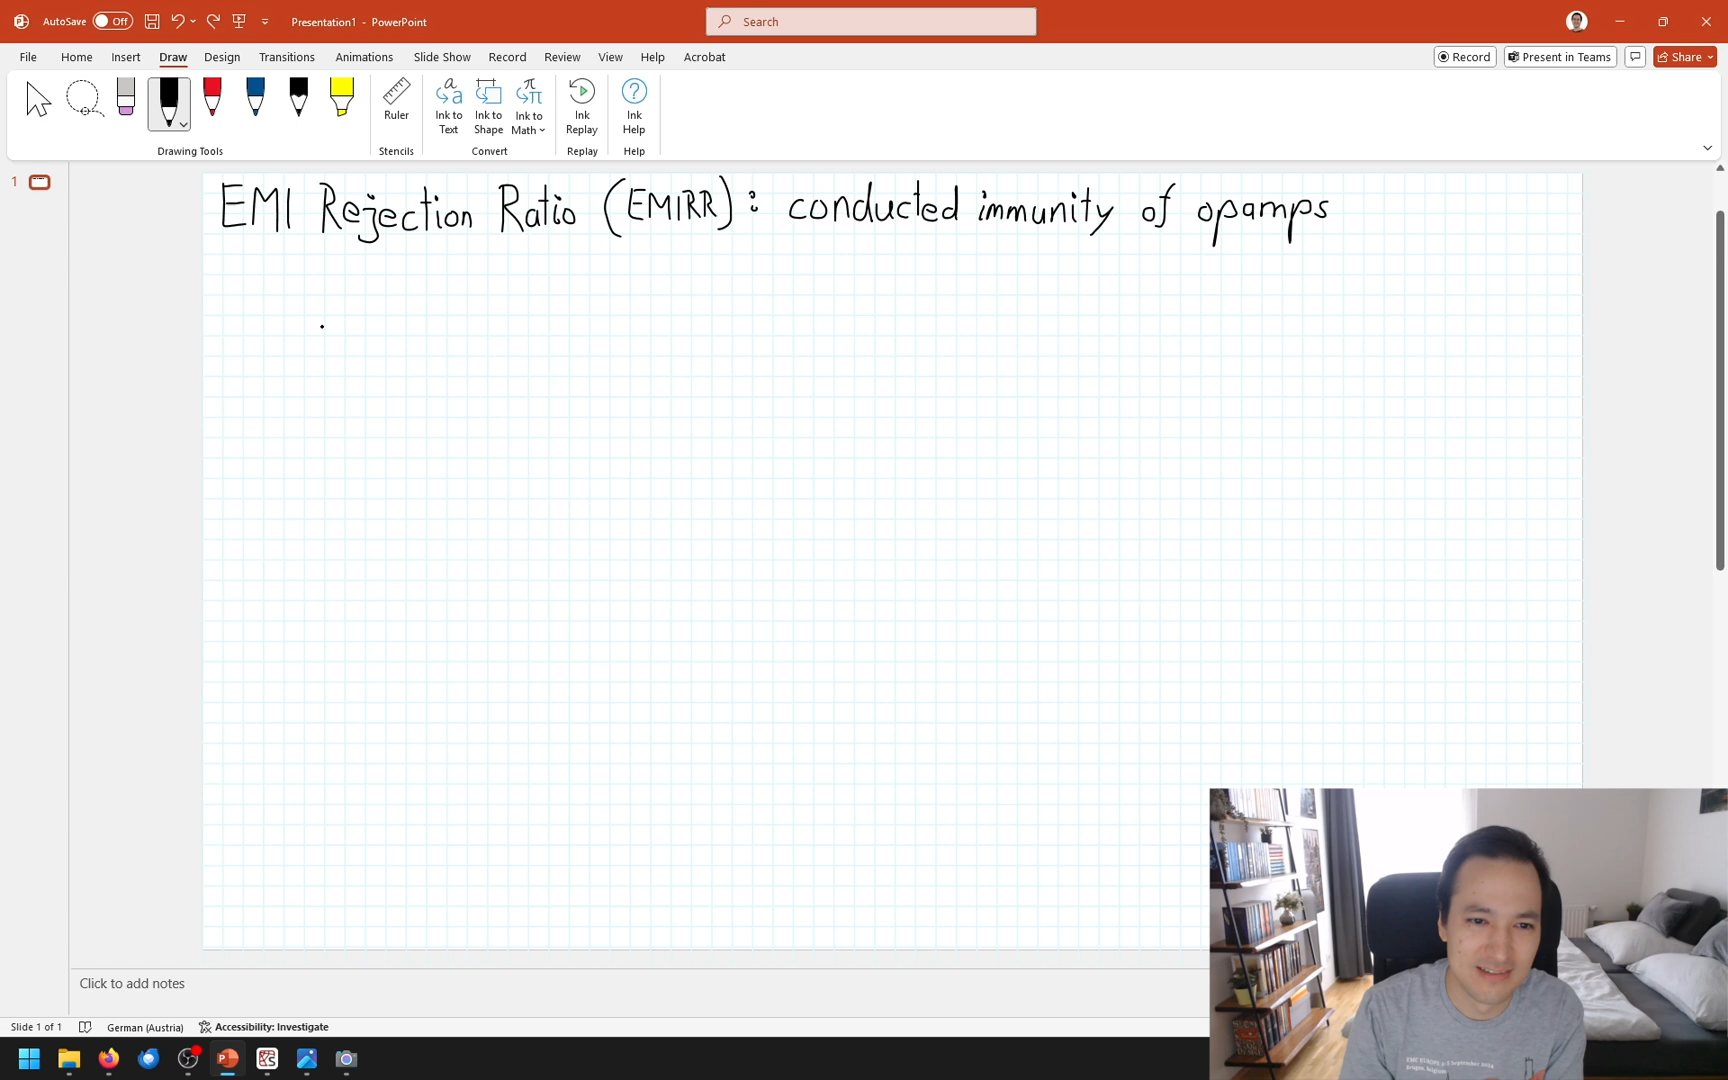 AutoSave Off Presentation1 - PowerPoint Search
File Home Insert Draw Design Transitions Animations Slide Show Record Review View Help Acrobat Record Present in Teams Share
Ruler
Ink to Text
Ink to Shape
Ink to Math
Ink Replay
Ink Help
Drawing Tools Stencils Convert Replay Help
1
EMI Rejection Ratio (EMIRR): conducted immunity of opamps
Click to add notes
Slide 1 of 1 German (Austria) Accessibility: Investigate